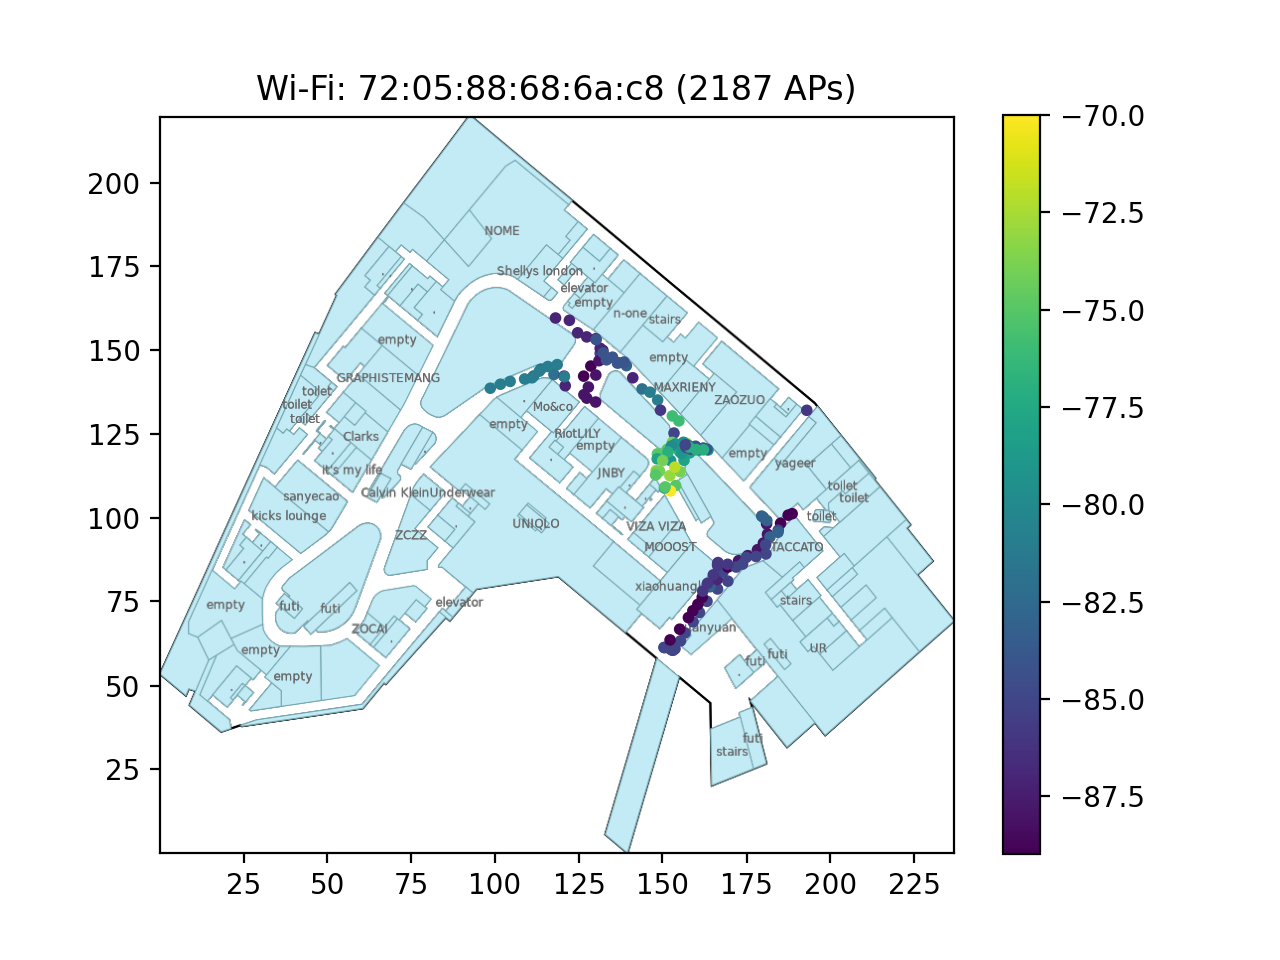 Wi-Fi: 72:05:88:68:6a:c8 (2187 APs)
200
175
150
125
100
75
50
25
25 50 75 100 125 150 175 200 225
−70.0
−72.5
−75.0
−77.5
−80.0
−82.5
−85.0
−87.5
NOME
Shellys london
elevator
empty
n-one
stairs
empty
empty
GRAPHISTEMANG
MAXRIENY
toilet
toilet
toilet
Mo&co
ZAOZUO
empty
RiotLILY
empty
Clarks
empty
yageer
it's my life
JNBY
sanyecao
Calvin KleinUnderwear
toilet
toilet
kicks lounge
UNIQLO
VIZA VIZA
toilet
ZCZZ
MOOOST
TACCATO
xiaohuang
elevator
stairs
empty
futi
futi
ZOCAI
anyuan
UR
empty
futi
futi
empty
futi
stairs